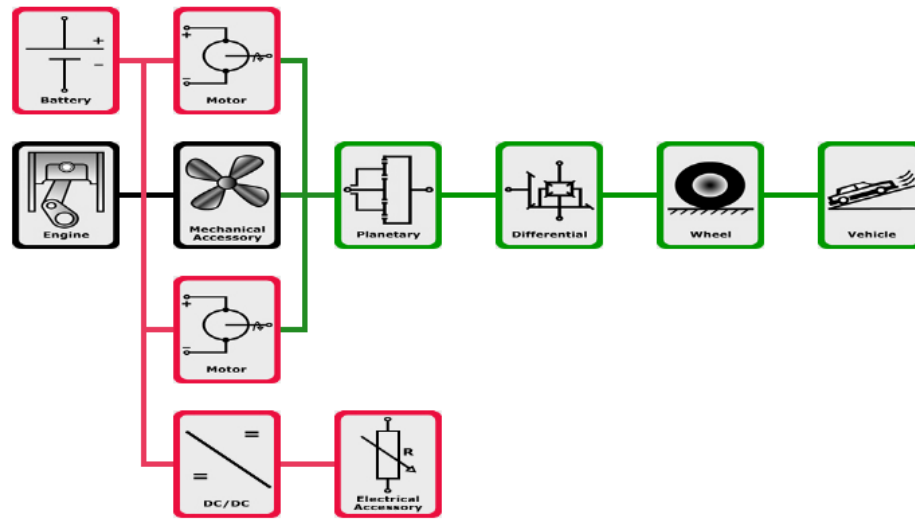 +
−
Battery
+
−
Motor
Engine
Mechanical
Accessory
Planetary
Differential
Wheel
Vehicle
+
−
Motor
=
=
DC/DC
R
Electrical
Accessory